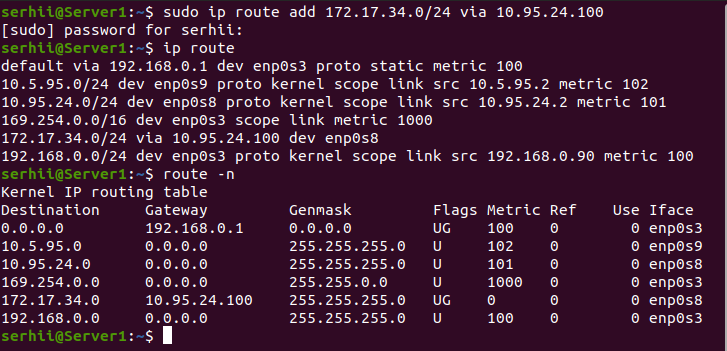 serhii@Server1:~$ sudo ip route add 172.17.34.0/24 via 10.95.24.100
[sudo] password for serhii:
serhii@Server1:~$ ip route
default via 192.168.0.1 dev enp0s3 proto static metric 100
10.5.95.0/24 dev enp0s9 proto kernel scope link src 10.5.95.2 metric 102
10.95.24.0/24 dev enp0s8 proto kernel scope link src 10.95.24.2 metric 101
169.254.0.0/16 dev enp0s3 scope link metric 1000
172.17.34.0/24 via 10.95.24.100 dev enp0s8
192.168.0.0/24 dev enp0s3 proto kernel scope link src 192.168.0.90 metric 100
serhii@Server1:~$ route -n
Kernel IP routing table
Destination     Gateway         Genmask         Flags Metric Ref    Use Iface
0.0.0.0         192.168.0.1     0.0.0.0         UG    100    0        0 enp0s3
10.5.95.0       0.0.0.0         255.255.255.0   U     102    0        0 enp0s9
10.95.24.0      0.0.0.0         255.255.255.0   U     101    0        0 enp0s8
169.254.0.0     0.0.0.0         255.255.0.0     U     1000   0        0 enp0s3
172.17.34.0     10.95.24.100    255.255.255.0   UG    0      0        0 enp0s8
192.168.0.0     0.0.0.0         255.255.255.0   U     100    0        0 enp0s3
serhii@Server1:~$